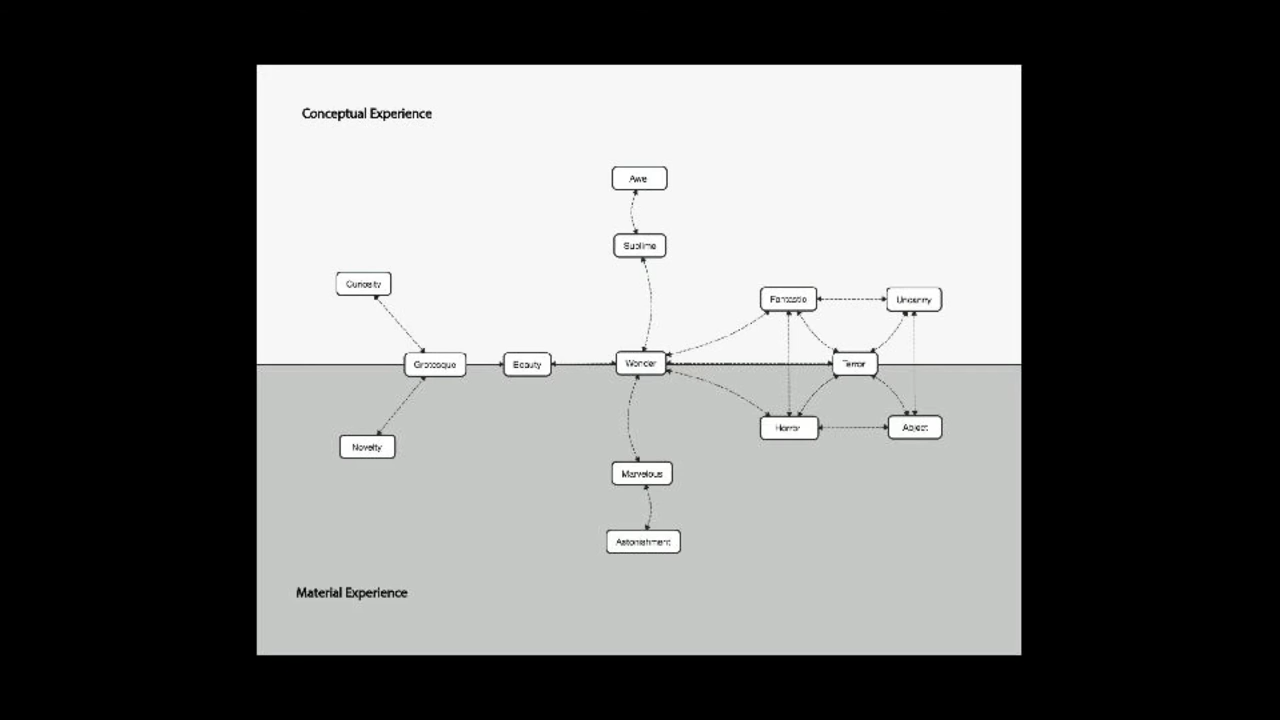 Conceptual Experience
Awe
Sublime
Curiosity
Fantastic
Uncanny
Grotesque
Beauty
Wonder
Terror
Horror
Abject
Novelty
Marvelous
Astonishment
Material Experience